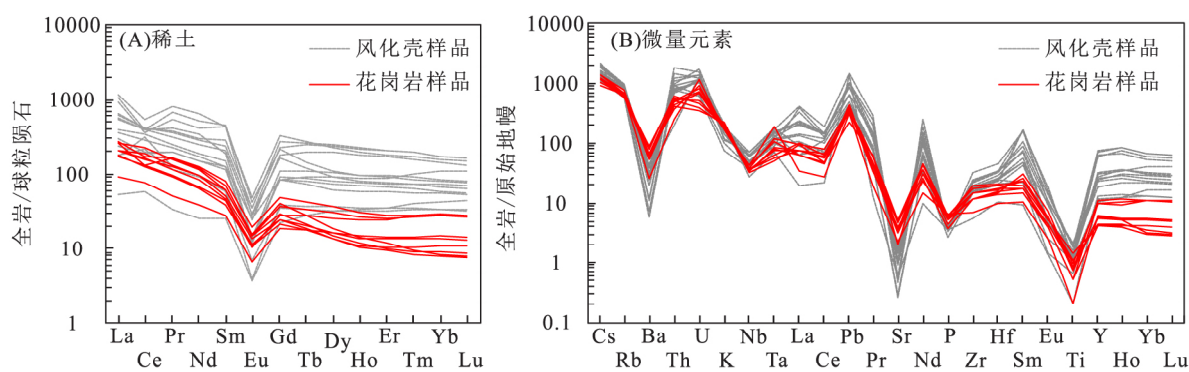 全岩/球粒陨石
10000
1000
100
10
1
(A)稀土
风化壳样品
花岗岩样品
La Pr Sm Gd Dy Er Yb
Ce Nd Eu Tb Ho Tm Lu
全岩/原始地幔
10000
1000
100
10
1
0.1
(B)微量元素
风化壳样品
花岗岩样品
Cs Ba U Nb La Pb Sr P Hf Eu Y Yb
Rb Th K Ta Ce Pr Nd Zr Sm Ti Ho Lu